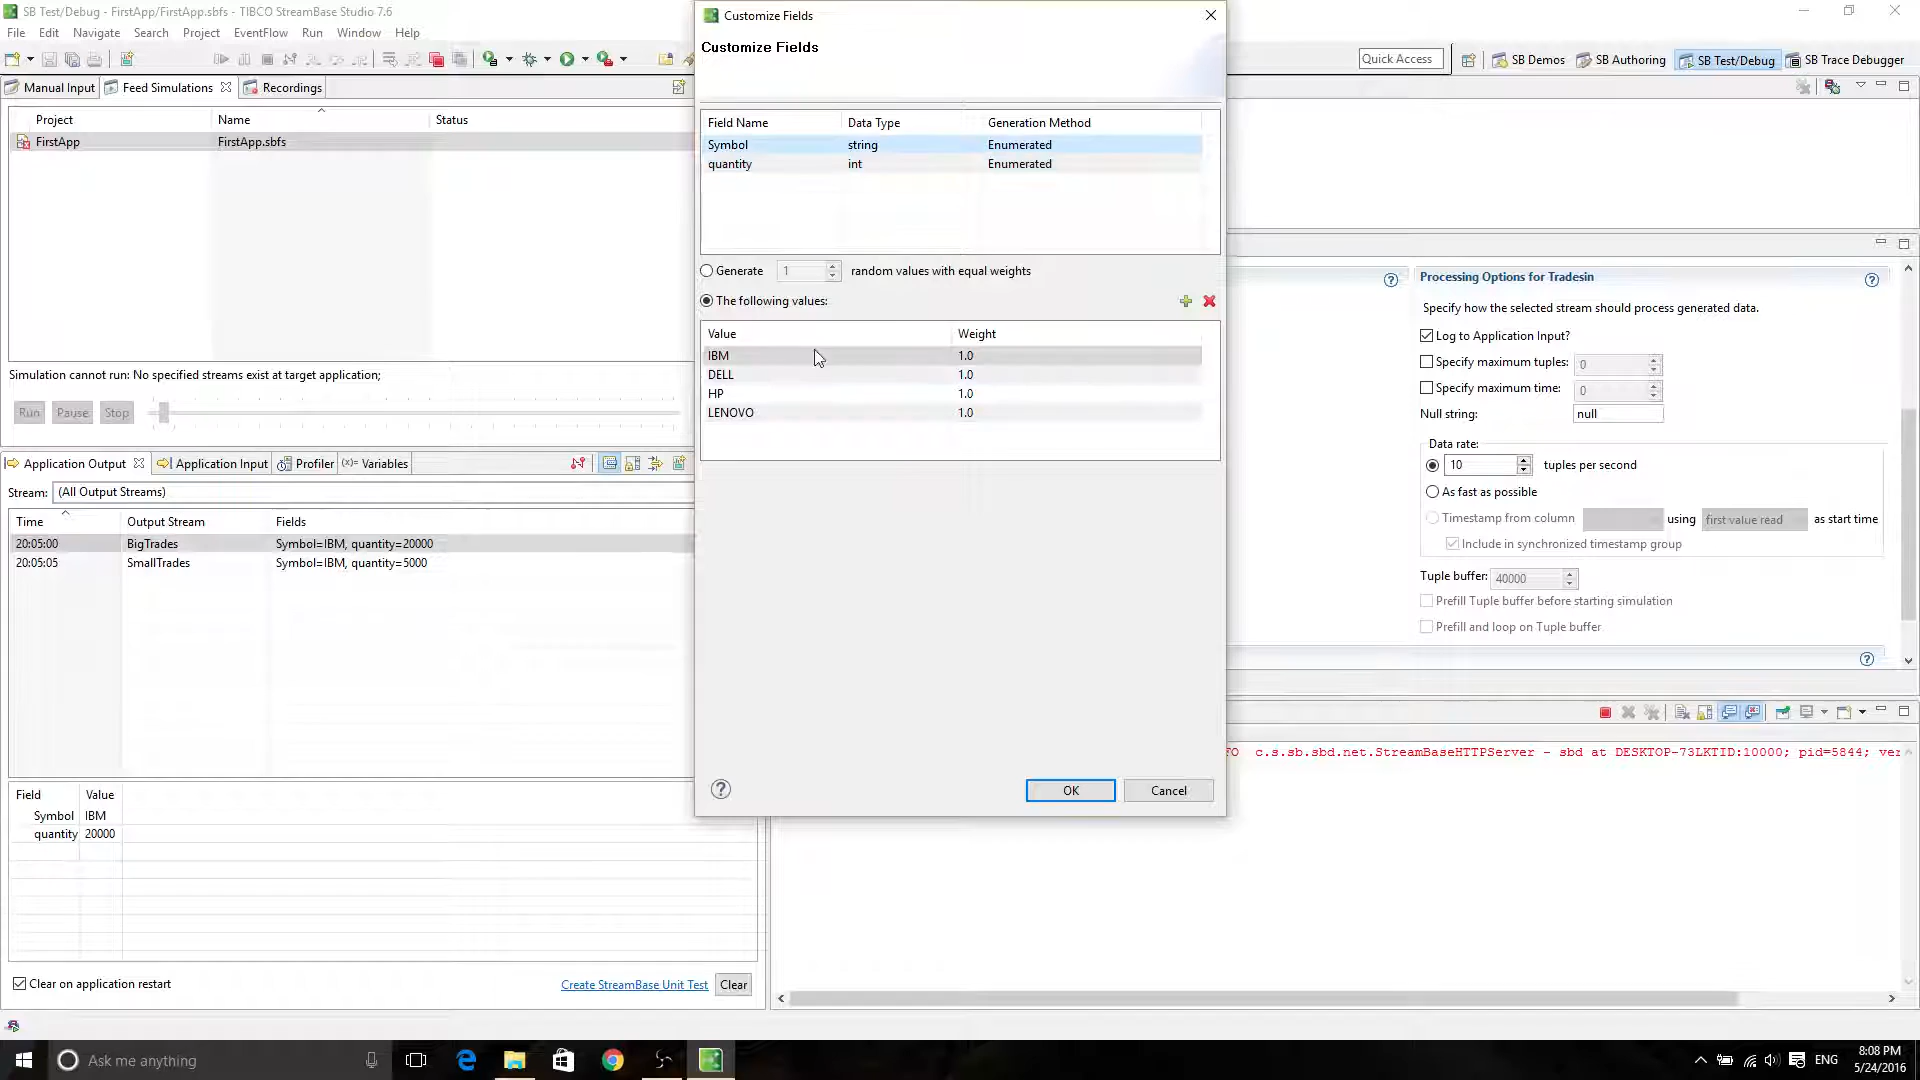 SB Test/Debug - FirstApp/FirstApp.sbfs - TIBCO StreamBase Studio 7.6
File Edit Navigate Search Project EventFlow Run Window Help
Quick Access SB Demos SB Authoring SB Test/Debug SB Trace Debugger
Manual Input Feed Simulations Recordings
Project Name Status
FirstApp FirstApp.sbfs
Simulation cannot run: No specified streams exist at target application;
Run Pause Stop
Application Output Application Input Profiler (x)= Variables
Stream: (All Output Streams)
Time Output Stream Fields
20:05:00 BigTrades Symbol=IBM, quantity=20000
20:05:05 SmallTrades Symbol=IBM, quantity=5000
Field Value
Symbol IBM
quantity 20000
Clear on application restart
Create StreamBase Unit Test Clear
Customize Fields
Customize Fields
Field Name Data Type Generation Method
Symbol string Enumerated
quantity int Enumerated
Generate 1 random values with equal weights
The following values:
Value Weight
IBM 1.0
DELL 1.0
HP 1.0
LENOVO 1.0
? OK Cancel
Processing Options for Tradesin
Specify how the selected stream should process generated data.
Log to Application Input?
Specify maximum tuples: 0
Specify maximum time: 0
Null string: null
Data rate:
10 tuples per second
As fast as possible
Timestamp from column using first value read as start time
Include in synchronized timestamp group
Tuple buffer: 40000
Prefill Tuple buffer before starting simulation
Prefill and loop on Tuple buffer
FO c.s.sb.sbd.net.StreamBaseHTTPServer - sbd at DESKTOP-73LKTID:10000; pid=5844; ver
Ask me anything
ENG
8:08 PM
5/24/2016